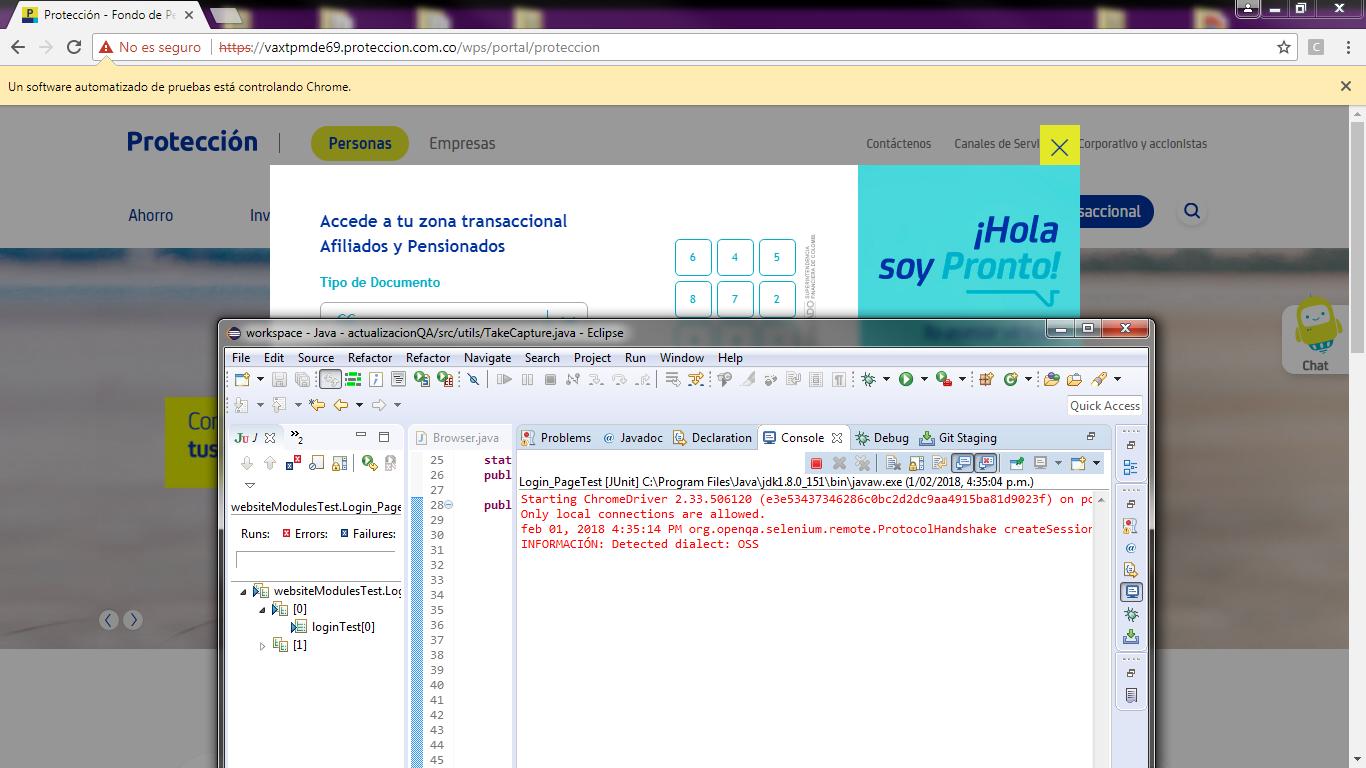 Protección - Fondo de Pe
No es seguro
https://vaxtpmde69.proteccion.com.co/wps/portal/proteccion
C
Un software automatizado de pruebas está controlando Chrome.
Protección
Personas
Empresas
Contáctenos
Canales de Servi
Corporativo y accionistas
Ahorro
Inv
saccional
Accede a tu zona transaccional
Afiliados y Pensionados
Tipo de Documento
CC
6 4 5
8 7 2
SUPERINTENDENCIA
FINANCIERA DE COLOMBIA
¡Hola
soy Pronto!
Chat
Con
tus
workspace - Java - actualizacionQA/src/utils/TakeCapture.java - Eclipse
File Edit Source Refactor Refactor Navigate Search Project Run Window Help
Quick Access
Ju J
2
Browser.java
Problems
@ Javadoc
Declaration
Console
Debug
Git Staging
websiteModulesTest.Login_Page
Runs:
Errors:
Failures:
websiteModulesTest.Log
[0]
loginTest[0]
[1]
25 stat
26 publ
27
28 publ
29
30
31
32
33
34
35
36
37
38
39
40
41
42
43
44
45
Login_PageTest [JUnit] C:\Program Files\Java\jdk1.8.0_151\bin\javaw.exe (1/02/2018, 4:35:04 p.m.)
Starting ChromeDriver 2.33.506120 (e3e53437346286c0bc2d2dc9aa4915ba81d9023f) on po
Only local connections are allowed.
feb 01, 2018 4:35:14 PM org.openqa.selenium.remote.ProtocolHandshake createSession
INFORMACIÓN: Detected dialect: OSS